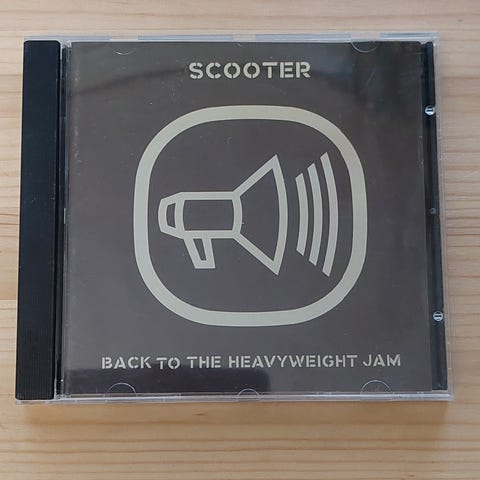 SCOOTER
BACK TO THE HEAVYWEIGHT JAM